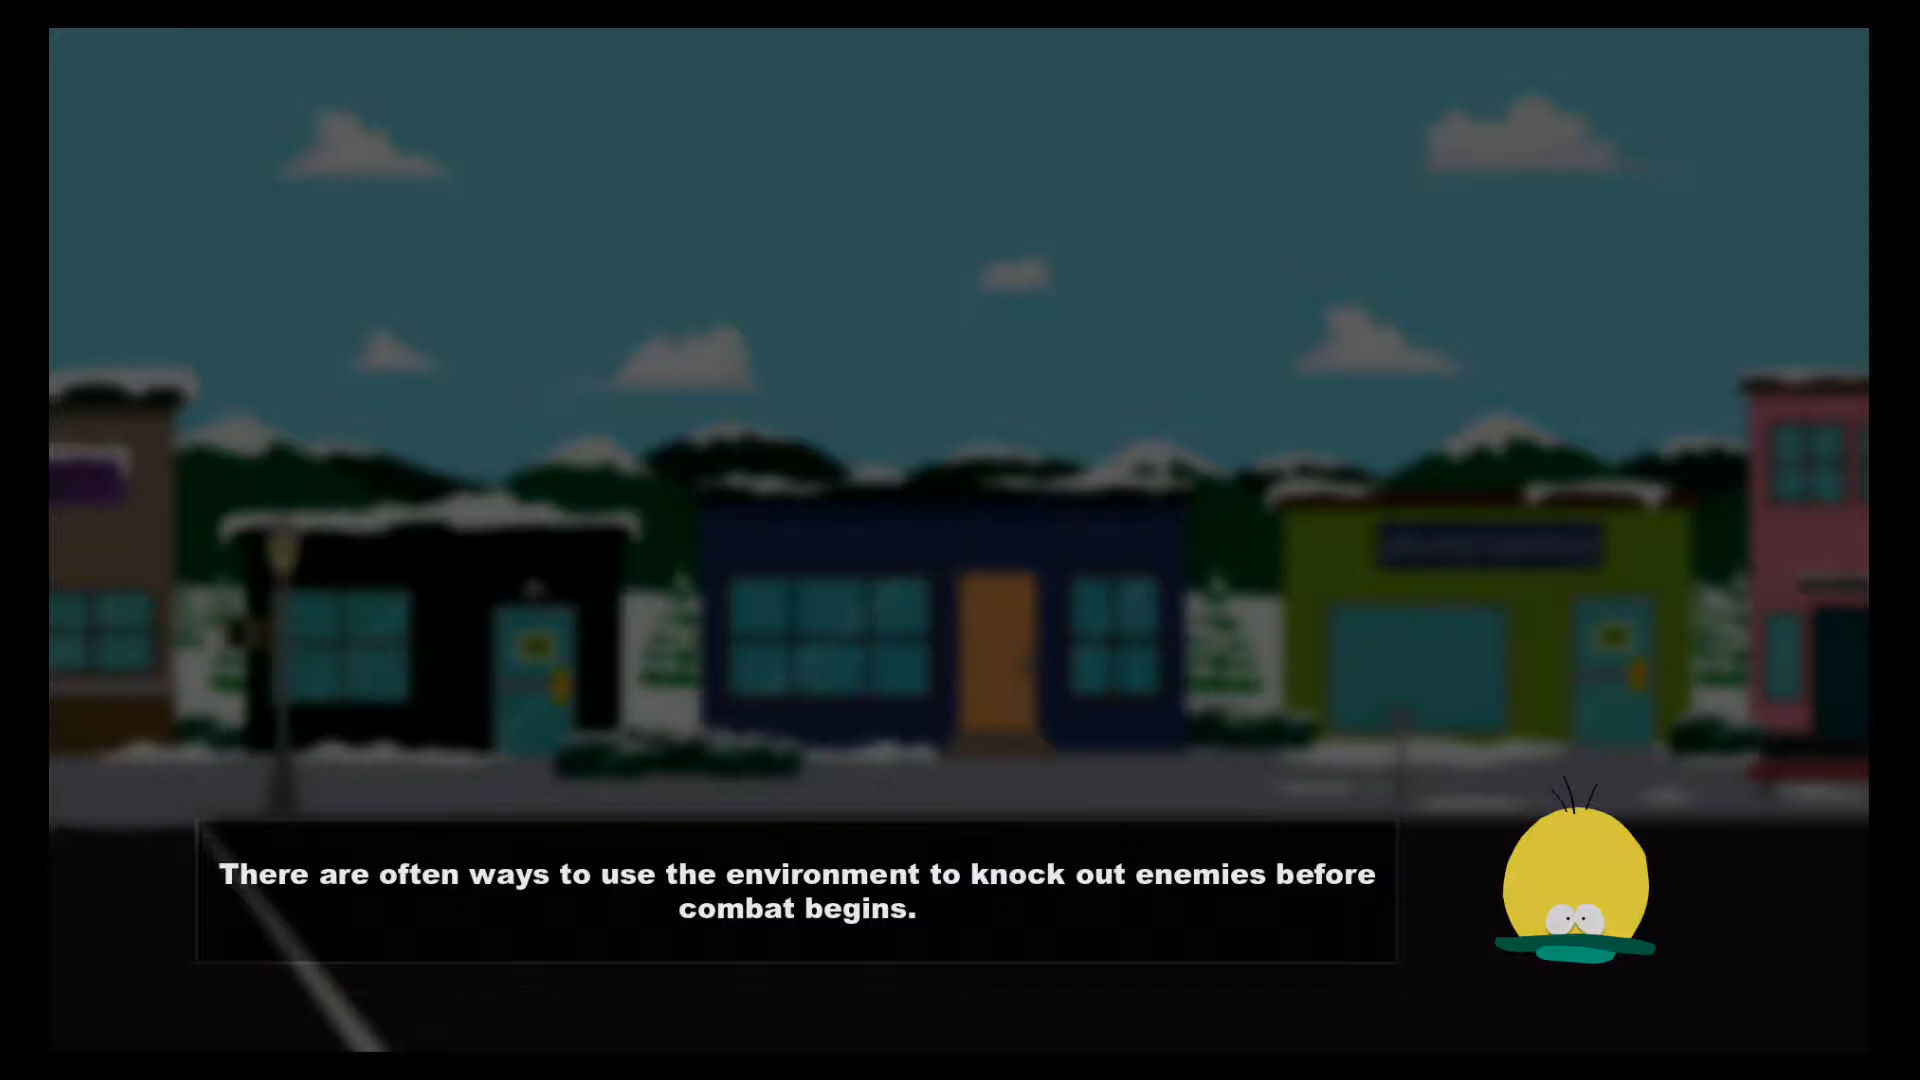 There are often ways to use the environment to knock out enemies before
combat begins.